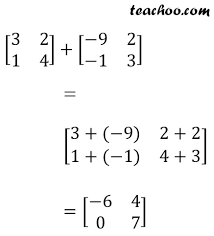 teachoo.com
[3 2
1 4] + [−9 2
−1 3]
=
[3 + (−9) 2 + 2
1 + (−1) 4 + 3]
= [−6 4
0 7]